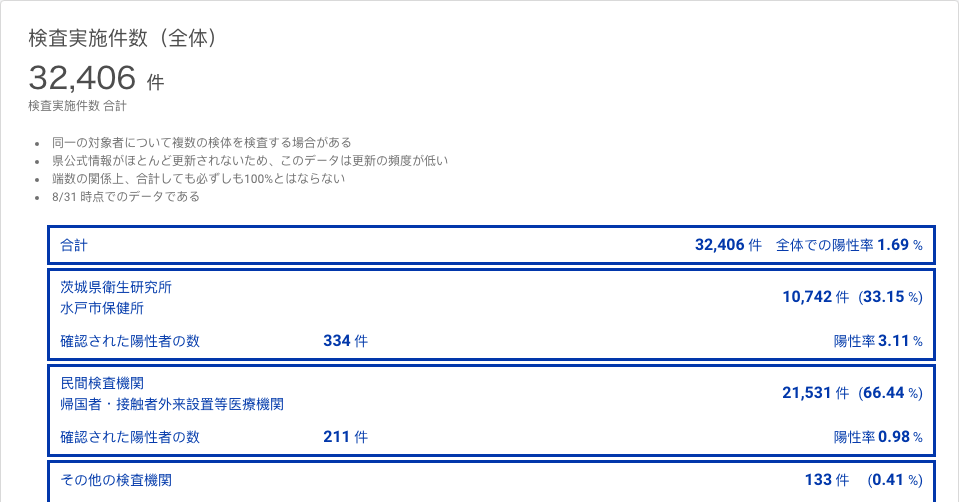 検査実施件数（全体）
32,406 件
検査実施件数 合計
• 同一の対象者について複数の検体を検査する場合がある
• 県公式情報がほとんど更新されないため、このデータは更新の頻度が低い
• 端数の関係上、合計しても必ずしも100%とはならない
• 8/31 時点でのデータである
合計 32,406 件 全体での陽性率 1.69 %
茨城県衛生研究所
水戸市保健所
10,742 件 (33.15 %)
確認された陽性者の数 334 件 陽性率 3.11 %
民間検査機関
帰国者・接触者外来設置等医療機関
21,531 件 (66.44 %)
確認された陽性者の数 211 件 陽性率 0.98 %
その他の検査機関 133 件 (0.41 %)